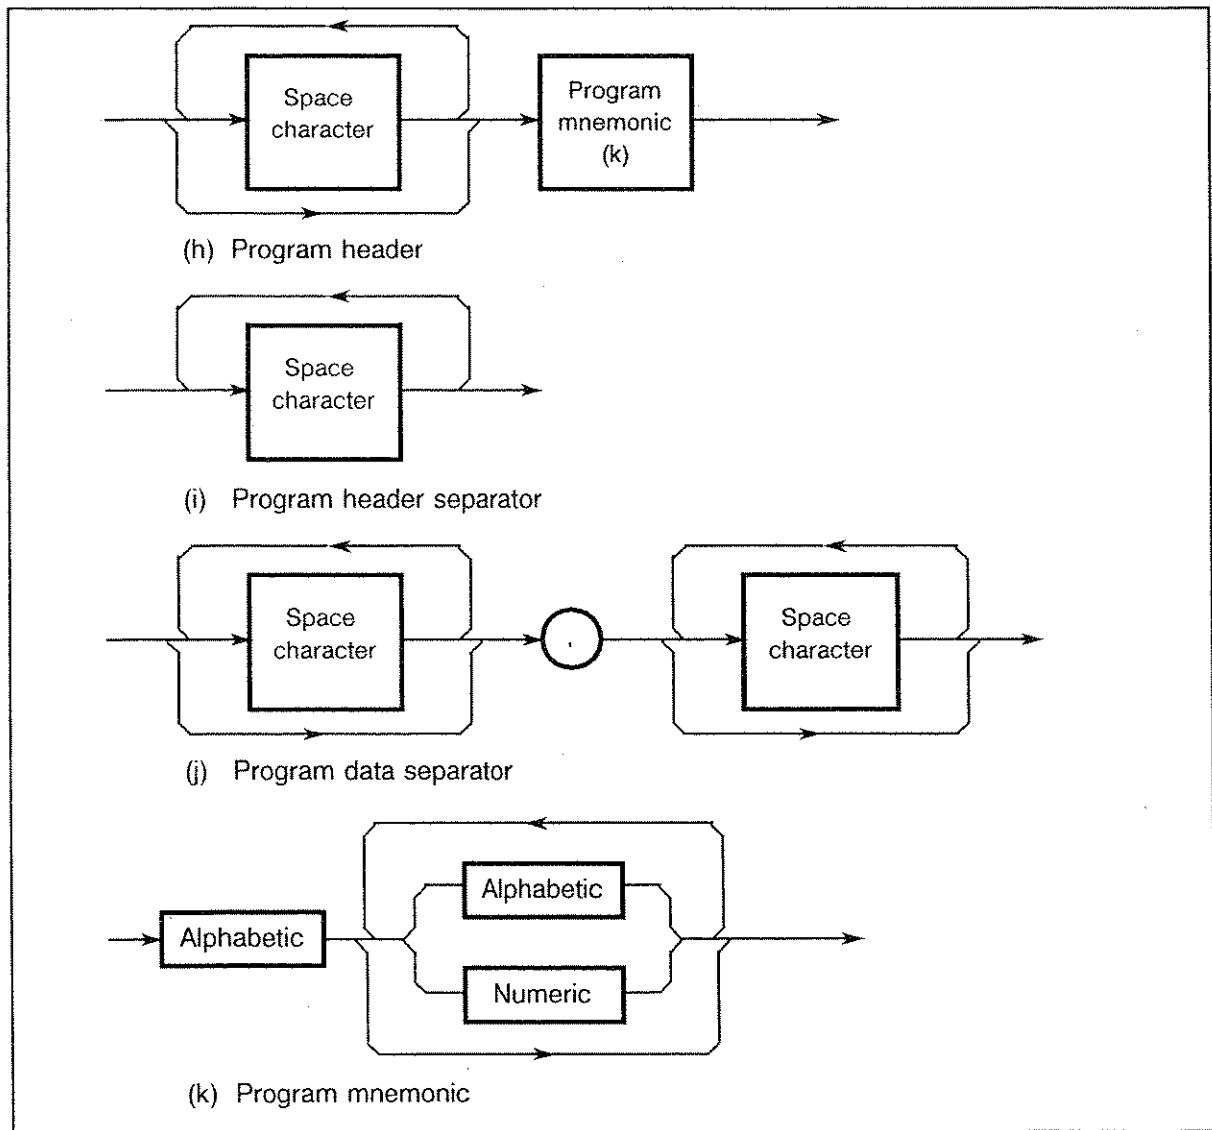 Space
character
Program
mnemonic
(k)
(h) Program header
Space
character
(i) Program header separator
Space
character
,
Space
character
(j) Program data separator
Alphabetic
Alphabetic
Numeric
(k) Program mnemonic